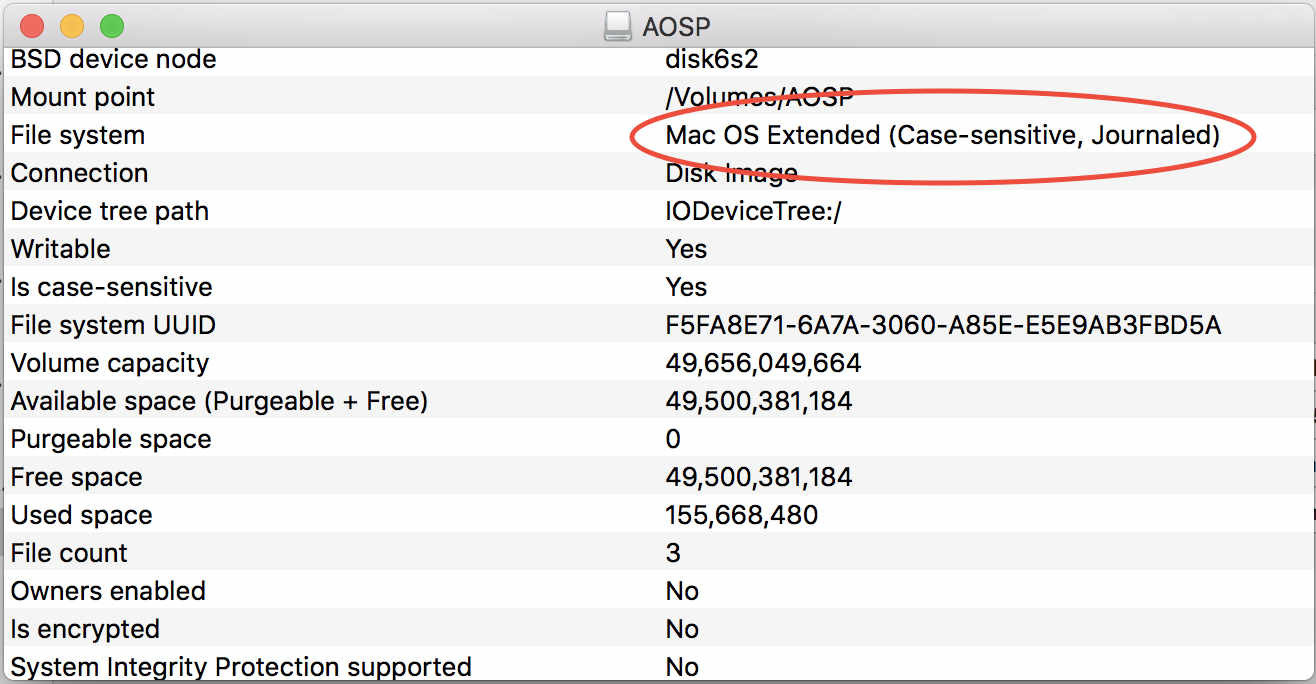 AOSP
BSD device node disk6s2
Mount point /Volumes/AOSP
File system Mac OS Extended (Case-sensitive, Journaled)
Connection Disk Image
Device tree path IODeviceTree:/
Writable Yes
Is case-sensitive Yes
File system UUID F5FA8E71-6A7A-3060-A85E-E5E9AB3FBD5A
Volume capacity 49,656,049,664
Available space (Purgeable + Free) 49,500,381,184
Purgeable space 0
Free space 49,500,381,184
Used space 155,668,480
File count 3
Owners enabled No
Is encrypted No
System Integrity Protection supported No